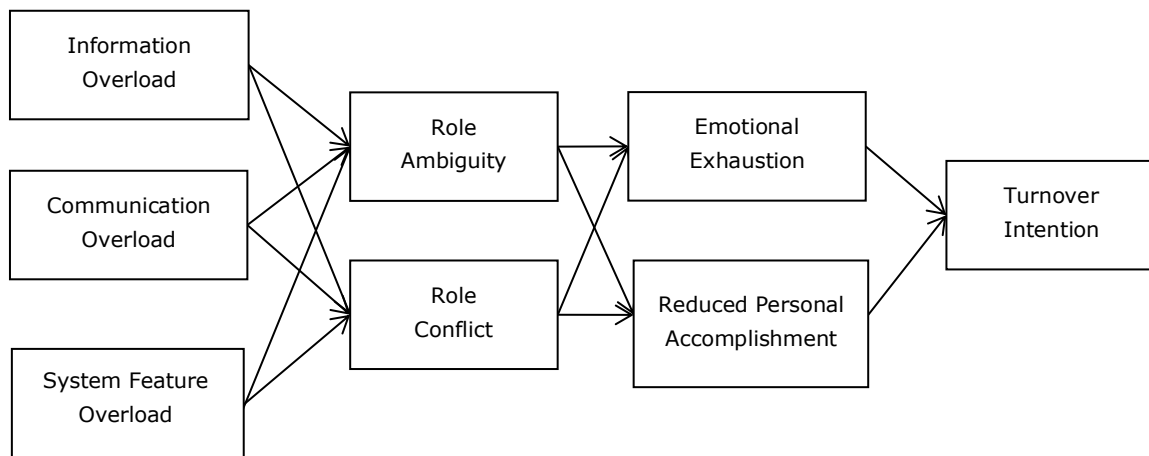 Information
Overload
Communication
Overload
System Feature
Overload
Role
Ambiguity
Role
Conflict
Emotional
Exhaustion
Reduced Personal
Accomplishment
Turnover
Intention